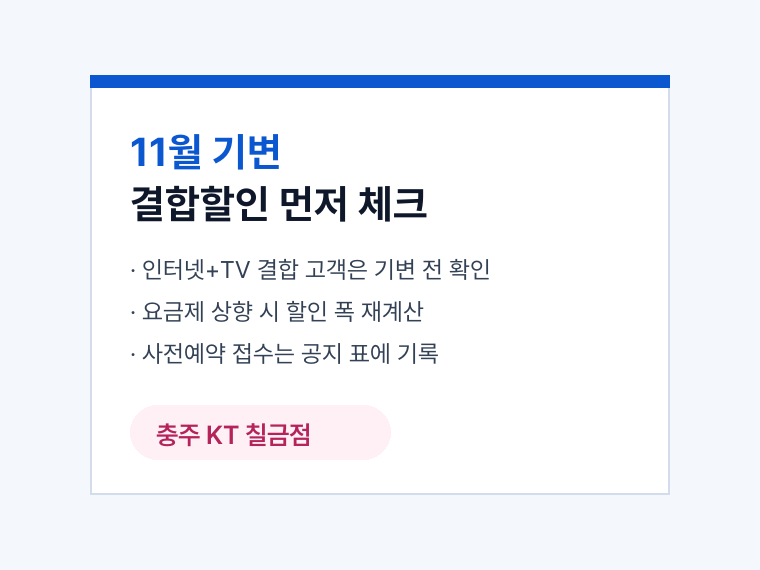 11월 기변
결합할인 먼저 체크
· 인터넷+TV 결합 고객은 기변 전 확인
· 요금제 상향 시 할인 폭 재계산
· 사전예약 접수는 공지 표에 기록
충주 KT 칠금점